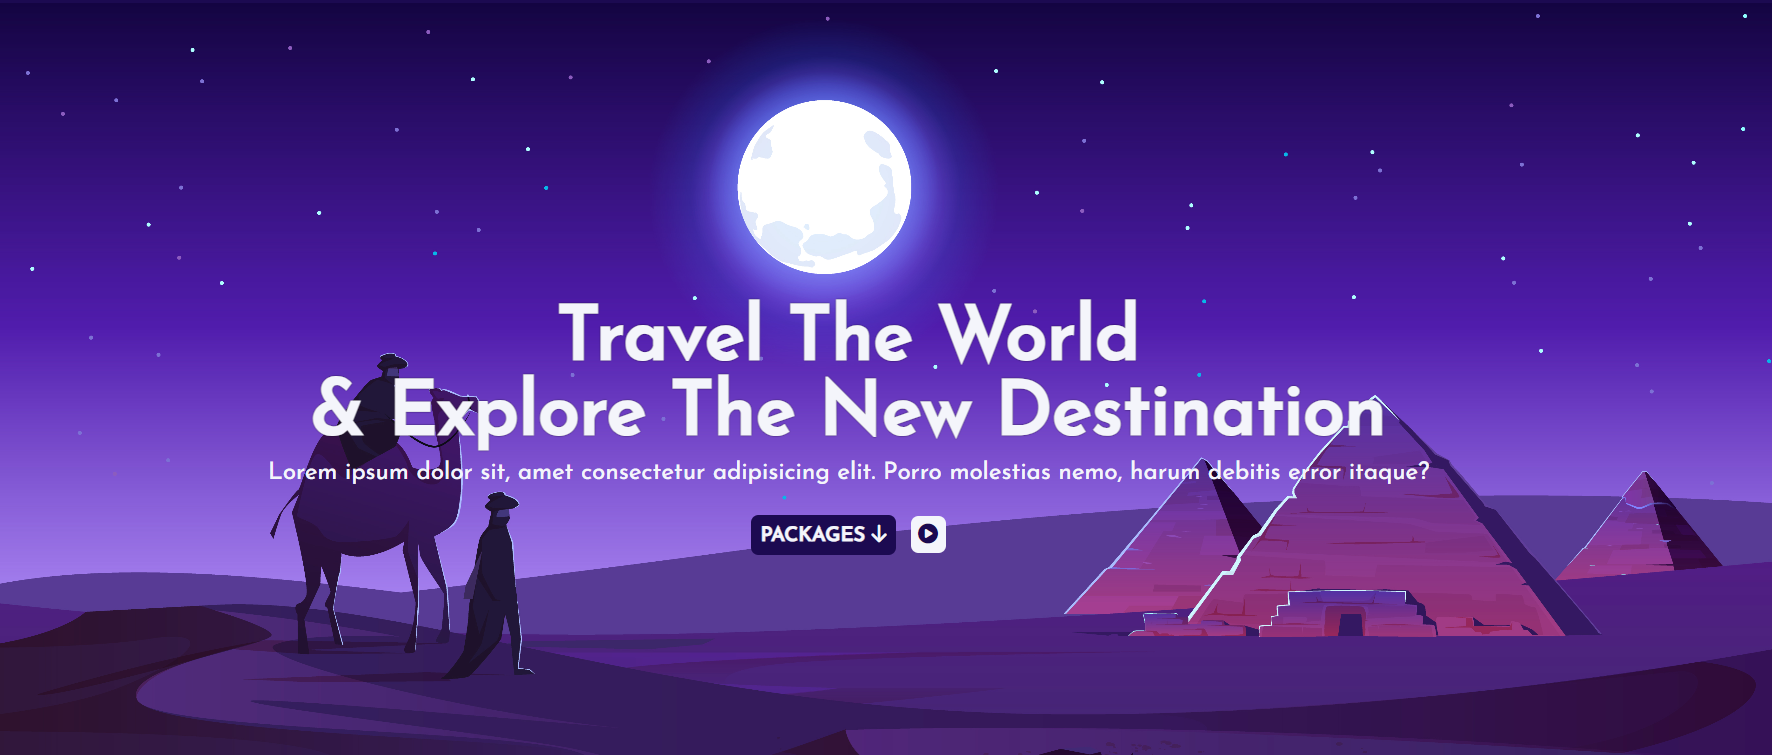 Travel The World
& Explore The New Destination
Lorem ipsum dolor sit, amet consectetur adipisicing elit. Porro molestias nemo, harum debitis error itaque?
PACKAGES